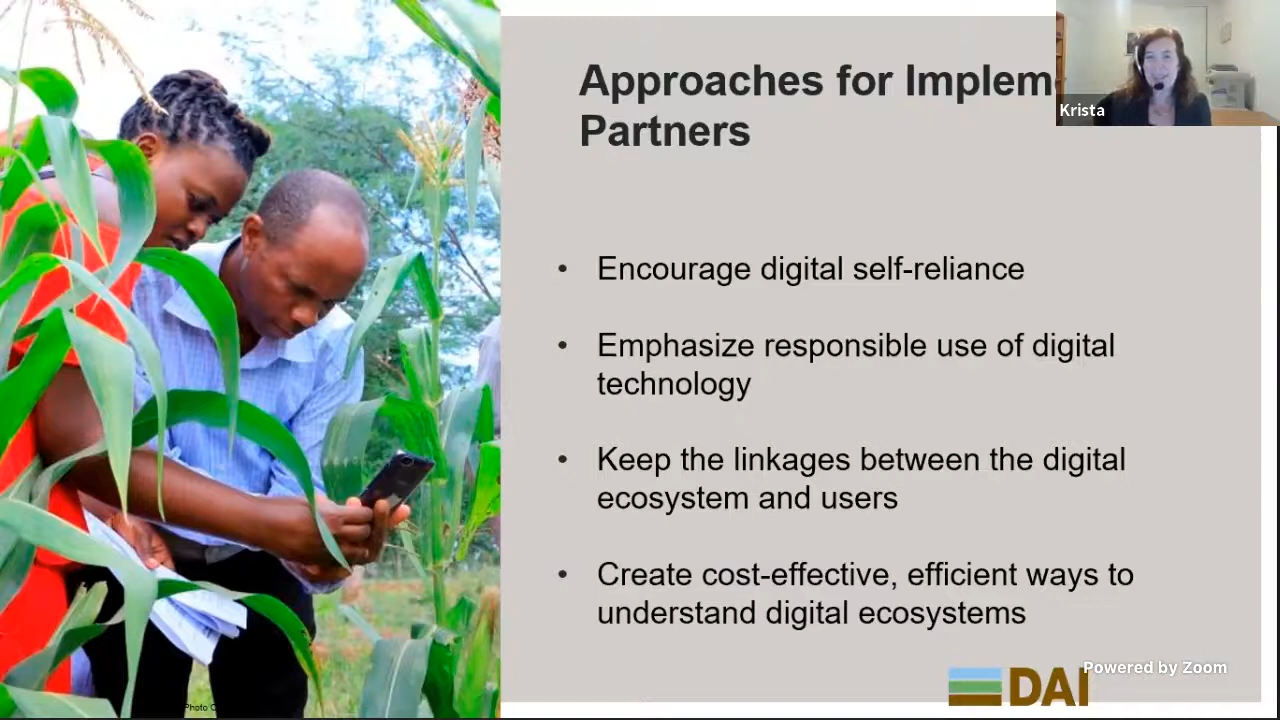 Approaches for Implem
Partners
Krista
• Encourage digital self-reliance
• Emphasize responsible use of digital
technology
• Keep the linkages between the digital
ecosystem and users
• Create cost-effective, efficient ways to
understand digital ecosystems
DAI
Powered by Zoom
Photo